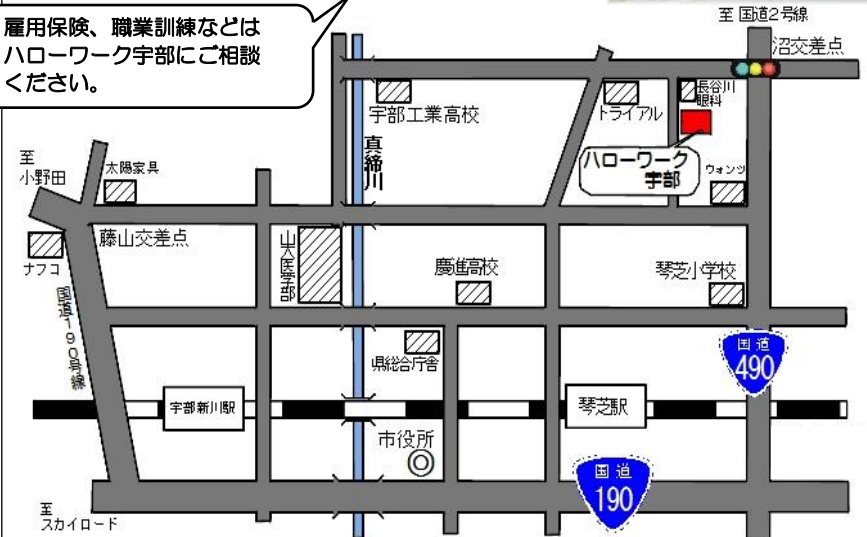 雇用保険、職業訓練などは
ハローワーク宇部にご相談
ください。
至 国道2号線
沼交差点
宇部工業高校
トライアル
長谷川
眼科
真締川
ハローワーク
宇部
ウォンツ
至
小野田
太陽家具
藤山交差点
ナフコ
山大医学部
慶進高校
琴芝小学校
国道190号線
県総合庁舎
国道
490
宇部新川駅
琴芝駅
市役所
国道
190
至
スカイロード